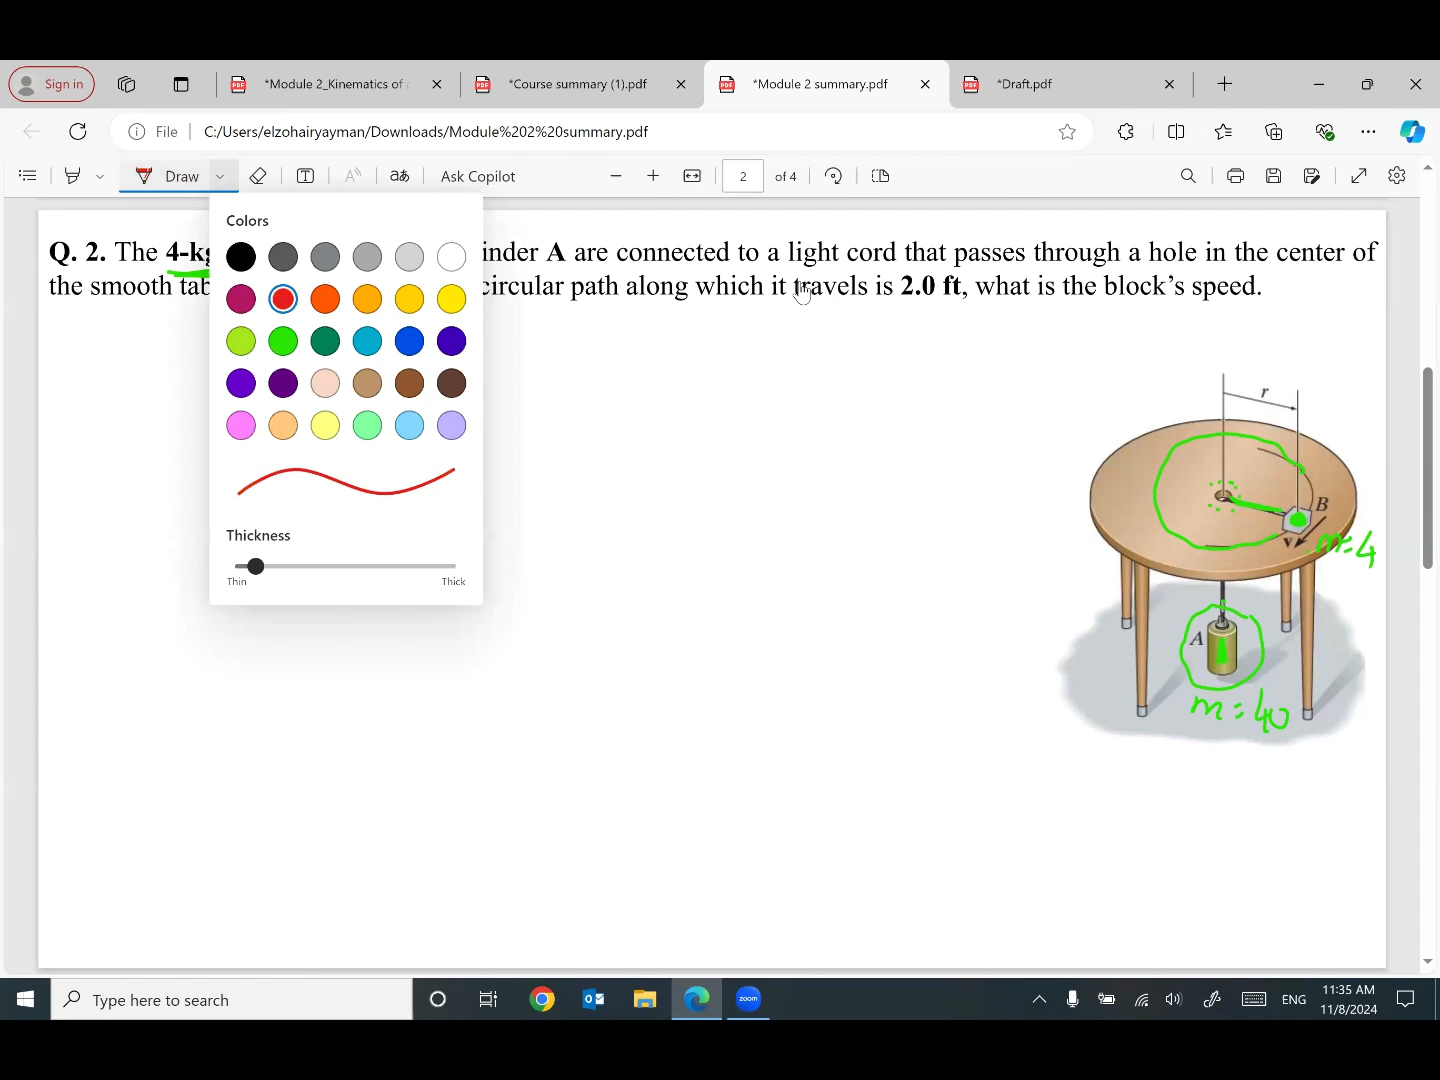 Sign in
*Module 2_Kinematics of
*Course summary (1).pdf
*Module 2 summary.pdf
*Draft.pdf
File
C:/Users/elzohairyayman/Downloads/Module%202%20summary.pdf
Draw
aあ
Ask Copilot
2
of 4
Colors
Thickness
Thin
Thick
Q. 2. The 4-kg
inder A are connected to a light cord that passes through a hole in the center of
the smooth tab
circular path along which it travels is 2.0 ft, what is the block’s speed.
r
B
v
m=4
A
m=40
Type here to search
zoom
ENG
11:35 AM
11/8/2024